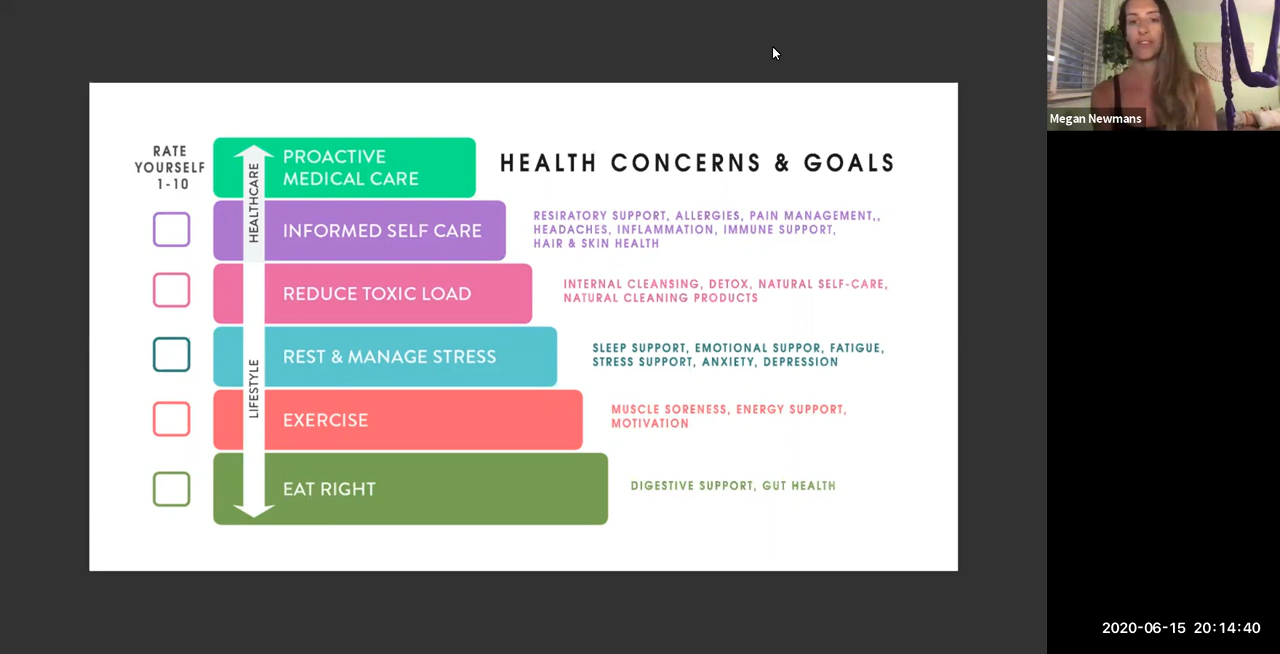 RATE
YOURSELF
1-10
HEALTHCARE
LIFESTYLE
PROACTIVE
MEDICAL CARE
HEALTH CONCERNS & GOALS
INFORMED SELF CARE
RESIRATORY SUPPORT, ALLERGIES, PAIN MANAGEMENT,,
HEADACHES, INFLAMMATION, IMMUNE SUPPORT,
HAIR & SKIN HEALTH
REDUCE TOXIC LOAD
INTERNAL CLEANSING, DETOX, NATURAL SELF-CARE,
NATURAL CLEANING PRODUCTS
REST & MANAGE STRESS
SLEEP SUPPORT, EMOTIONAL SUPPOR, FATIGUE,
STRESS SUPPORT, ANXIETY, DEPRESSION
EXERCISE
MUSCLE SORENESS, ENERGY SUPPORT,
MOTIVATION
EAT RIGHT
DIGESTIVE SUPPORT, GUT HEALTH
Megan Newmans
2020-06-15 20:14:40